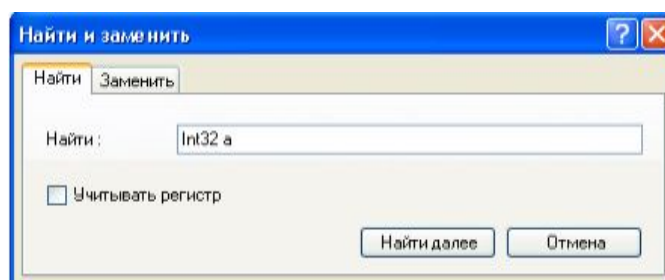 Найти и заменить
Найти Заменить
Найти : Int32 a
Учитывать регистр
Найти далее Отмена